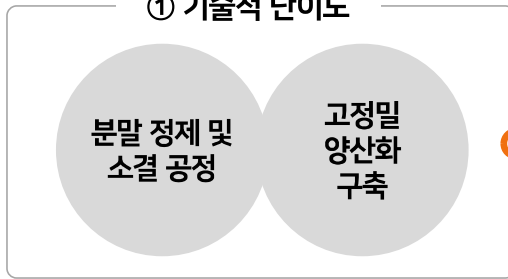 ① 기술적 난이도
분말 정제 및
소결 공정
고정밀
양산화
구축